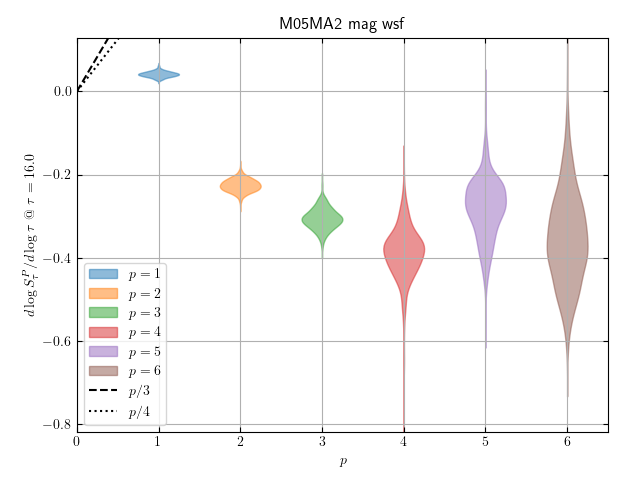 M05MA2 mag wsf
d log S_τ^P / d log τ @ τ = 16.0
0.0
−0.2
−0.4
−0.6
−0.8
p = 1
p = 2
p = 3
p = 4
p = 5
p = 6
p/3
p/4
0 1 2 3 4 5 6
p